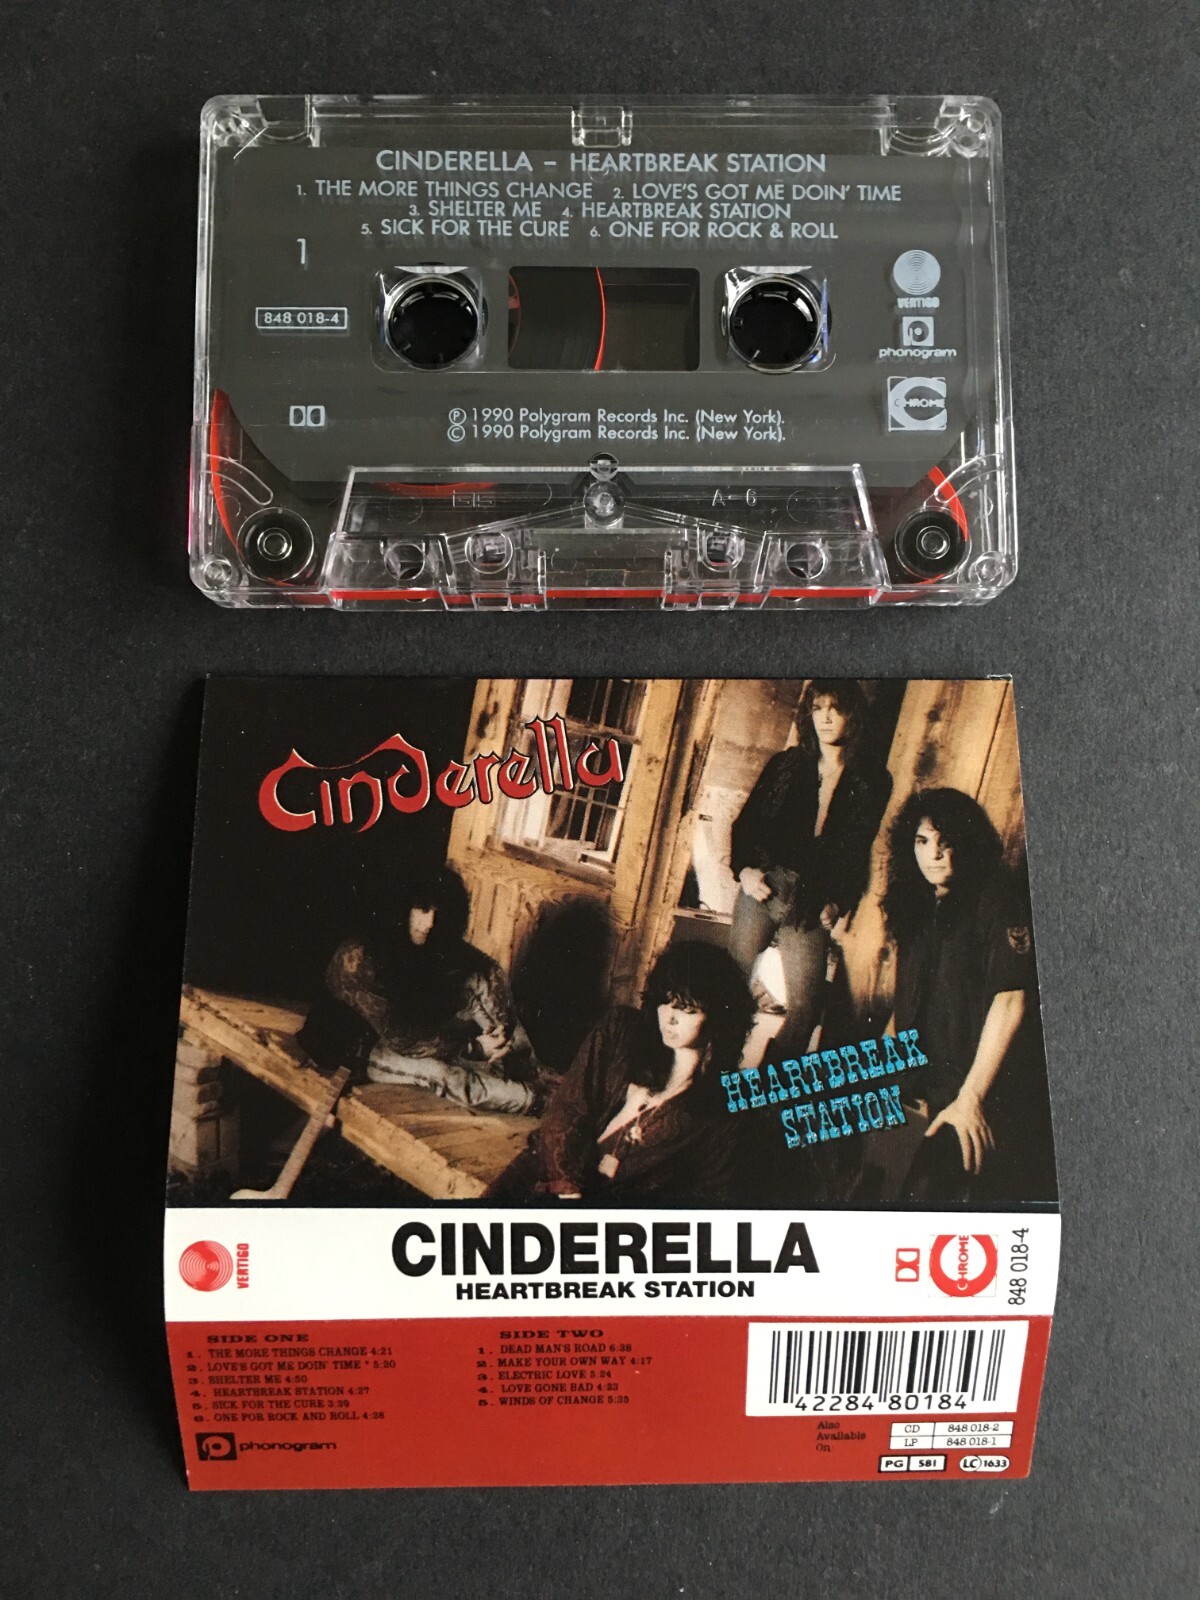 CINDERELLA – HEARTBREAK STATION
1. THE MORE THINGS CHANGE 2. LOVE'S GOT ME DOIN' TIME
3. SHELTER ME 4. HEARTBREAK STATION
5. SICK FOR THE CURE 6. ONE FOR ROCK & ROLL
1
848 018-4
VERTIGO
phonogram
CHROME
Ⓟ 1990 Polygram Records Inc. (New York).
© 1990 Polygram Records Inc. (New York).
A-6
Cinderella
HEARTBREAK
STATION
VERTIGO
CINDERELLA
HEARTBREAK STATION
CHROME
848 018-4
SIDE ONE
1. THE MORE THINGS CHANGE 4:21
2. LOVE'S GOT ME DOIN' TIME * 5:20
3. SHELTER ME 4:50
4. HEARTBREAK STATION 4:27
5. SICK FOR THE CURE 3:59
6. ONE FOR ROCK AND ROLL 4:28
phonogram
SIDE TWO
1. DEAD MAN'S ROAD 6:38
2. MAKE YOUR OWN WAY 4:17
3. ELECTRIC LOVE 5:24
4. LOVE GONE BAD 4:23
5. WINDS OF CHANGE 5:35
42284 80184
Also
Available
On:
CD 848 018-2
LP 848 018-1
PG 581 LC 1633